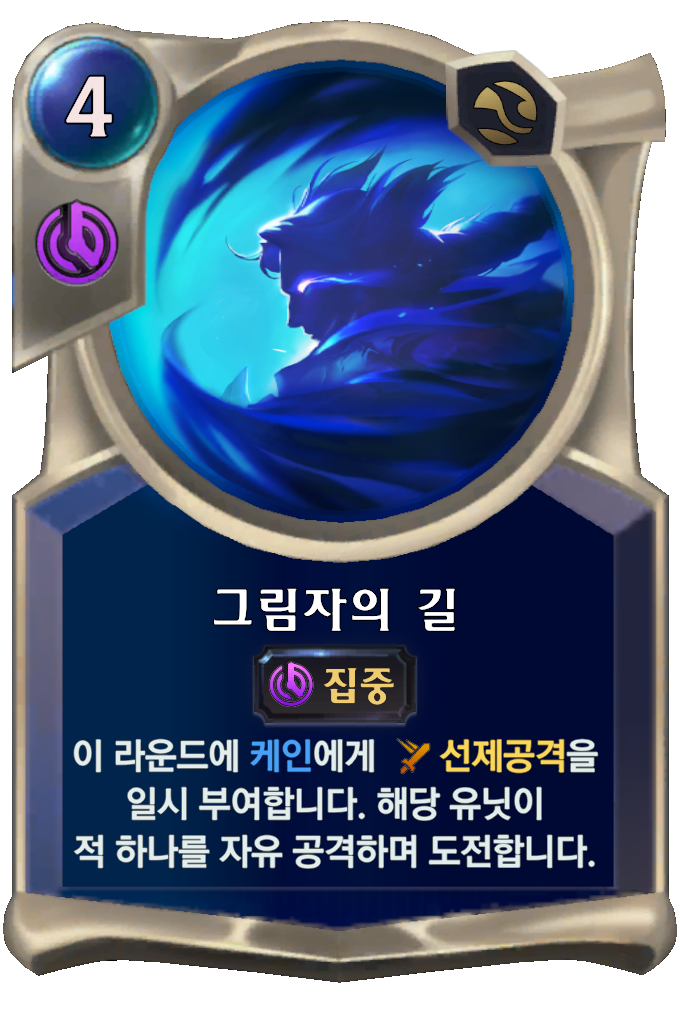 4
그림자의 길
집중
이 라운드에 케인에게 선제공격을
일시 부여합니다. 해당 유닛이
적 하나를 자유 공격하며 도전합니다.